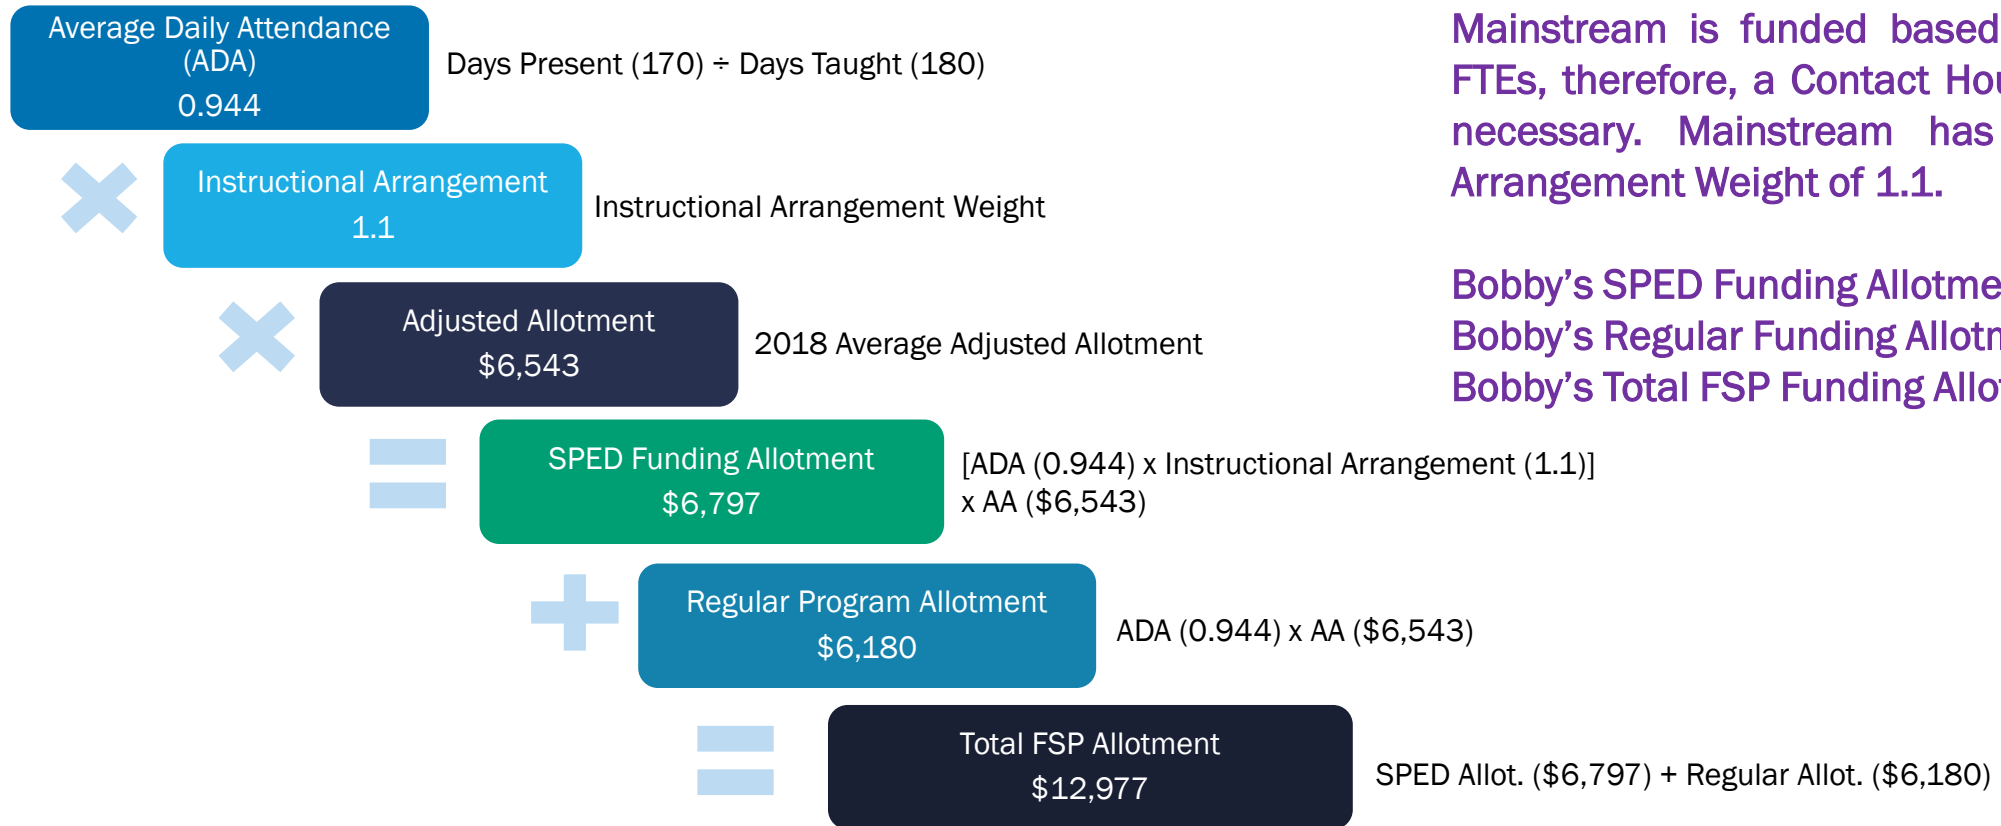 Average Daily Attendance
(ADA)
0.944
Days Present (170) ÷ Days Taught (180)
Instructional Arrangement
1.1
Instructional Arrangement Weight
Adjusted Allotment
$6,543
2018 Average Adjusted Allotment
SPED Funding Allotment
$6,797
[ADA (0.944) x Instructional Arrangement (1.1)]
x AA ($6,543)
Regular Program Allotment
$6,180
ADA (0.944) x AA ($6,543)
Total FSP Allotment
$12,977
SPED Allot. ($6,797) + Regular Allot. ($6,180)
Mainstream is funded based
FTEs, therefore, a Contact
necessary. Mainstream has
Arrangement Weight of 1.1.
Bobby's SPED Funding
Bobby's Regular Funding
Bobby's Total FSP Funding